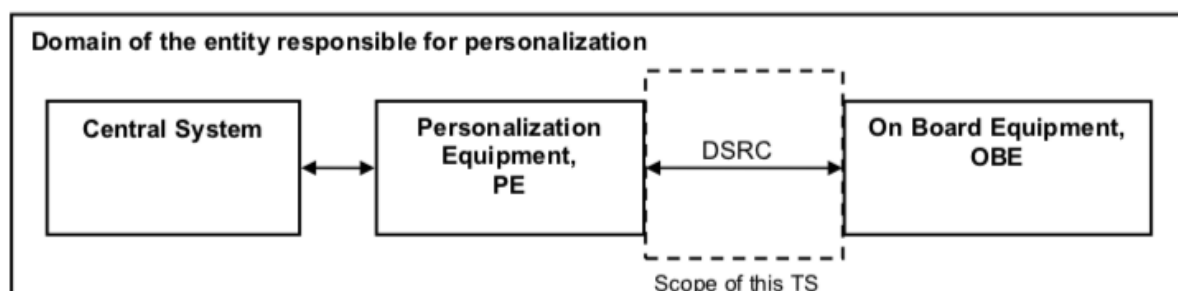 Domain of the entity responsible for personalization
Central System
Personalization
Equipment,
PE
DSRC
On Board Equipment,
OBE
Scope of this TS